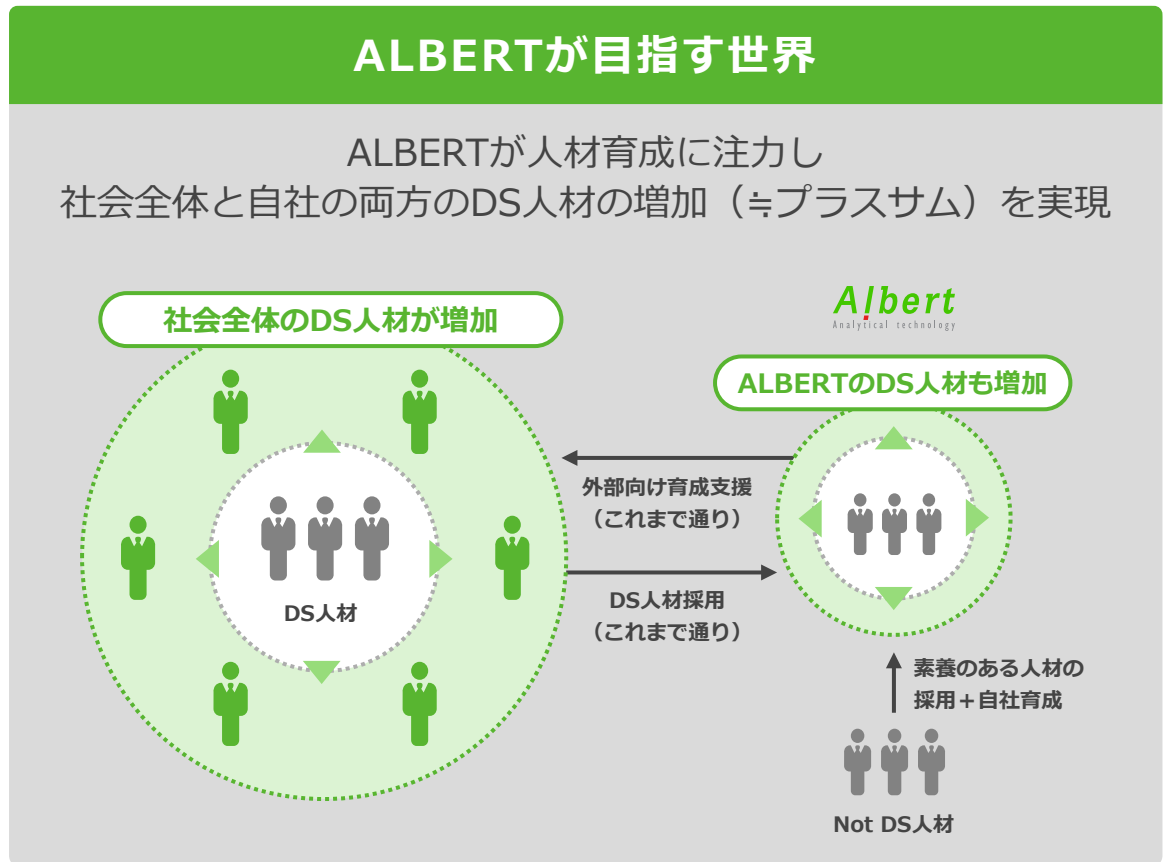 ALBERTが目指す世界
ALBERTが人材育成に注力し
社会全体と自社の両方のDS人材の増加（≒プラスサム）を実現
社会全体のDS人材が増加
Albert
Analytical technology
ALBERTのDS人材も増加
外部向け育成支援
（これまで通り）
DS人材
DS人材採用
（これまで通り）
素養のある人材の
採用＋自社育成
Not DS人材